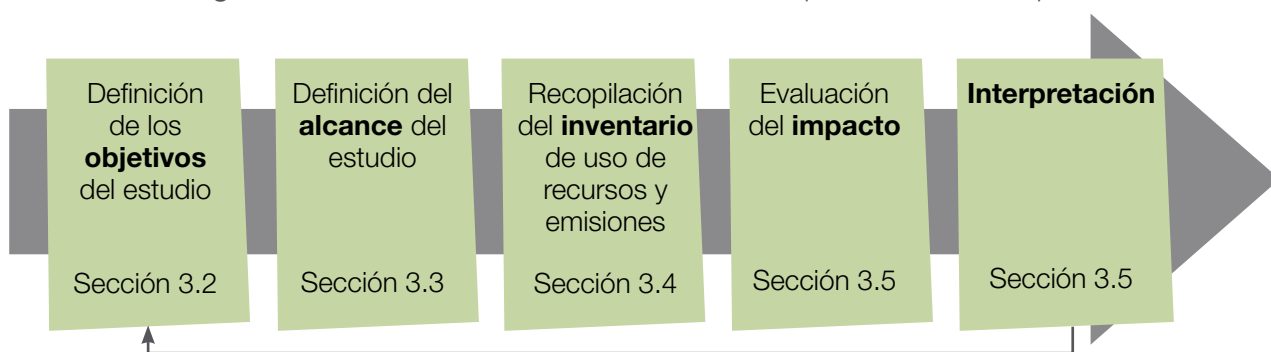 Definición
de los
objetivos
del estudio
Sección 3.2
Definición del
alcance del
estudio
Sección 3.3
Recopilación
del inventario
de uso de
recursos y
emisiones
Sección 3.4
Evaluación
del impacto
Sección 3.5
Interpretación
Sección 3.5